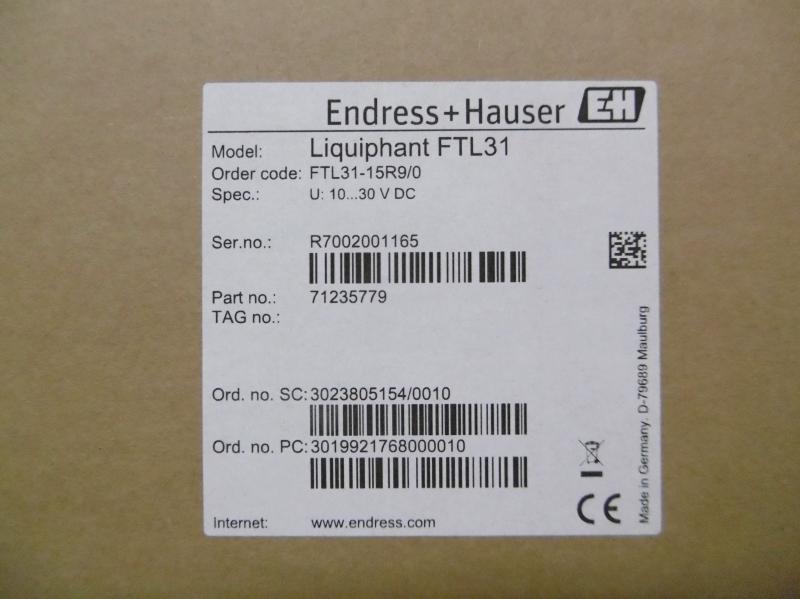 Endress+Hauser EH
Model: Liquiphant FTL31
Order code: FTL31-15R9/0
Spec.: U: 10...30 V DC
Ser.no.: R7002001165
Part no.: 71235779
TAG no.:
Ord. no. SC: 3023805154/0010
Ord. no. PC: 3019921768000010
Internet: www.endress.com
CE
Made in Germany. D-79689 Maulburg